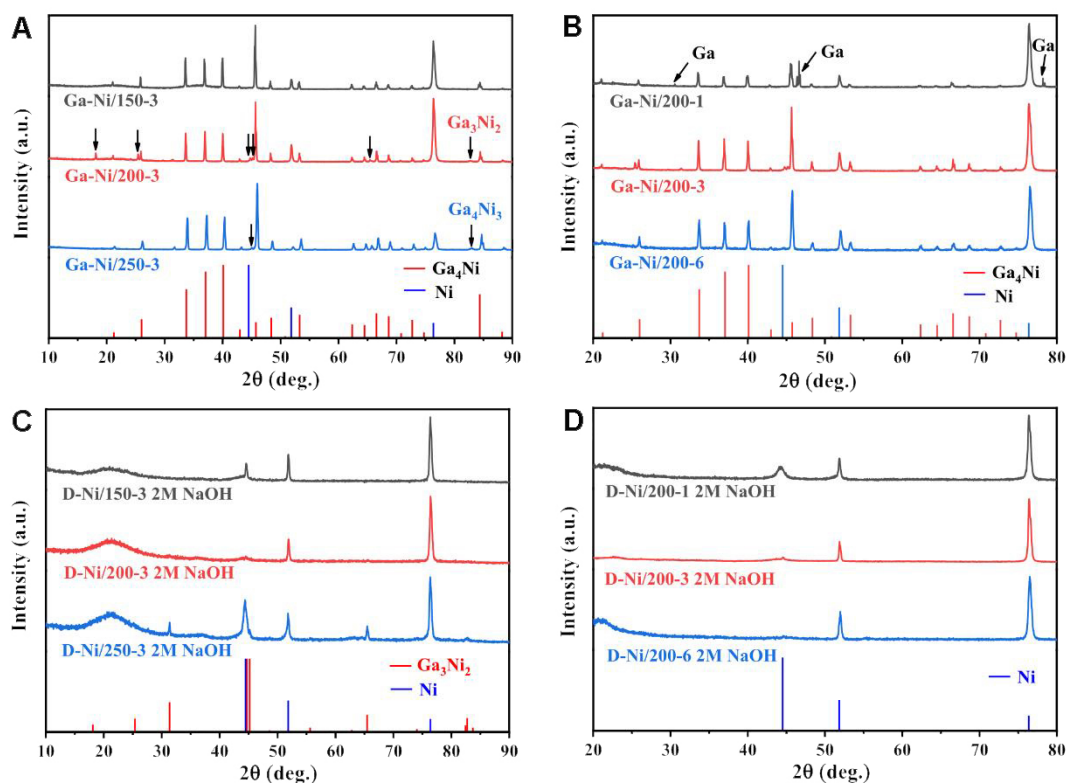 A
Intensity (a.u.)
Ga-Ni/150-3
Ga₃Ni₂
Ga-Ni/200-3
Ga₄Ni₃
Ga-Ni/250-3
Ga₄Ni
Ni
10 20 30 40 50 60 70 80 90
2θ (deg.)
B
Intensity (a.u.)
Ga Ga Ga
Ga-Ni/200-1
Ga-Ni/200-3
Ga-Ni/200-6
Ga₄Ni
Ni
20 30 40 50 60 70 80
2θ (deg.)
C
Intensity (a.u.)
D-Ni/150-3 2M NaOH
D-Ni/200-3 2M NaOH
D-Ni/250-3 2M NaOH
Ga₃Ni₂
Ni
10 20 30 40 50 60 70 80 90
2θ (deg.)
D
Intensity (a.u.)
D-Ni/200-1 2M NaOH
D-Ni/200-3 2M NaOH
D-Ni/200-6 2M NaOH
Ni
20 30 40 50 60 70 80
2θ (deg.)